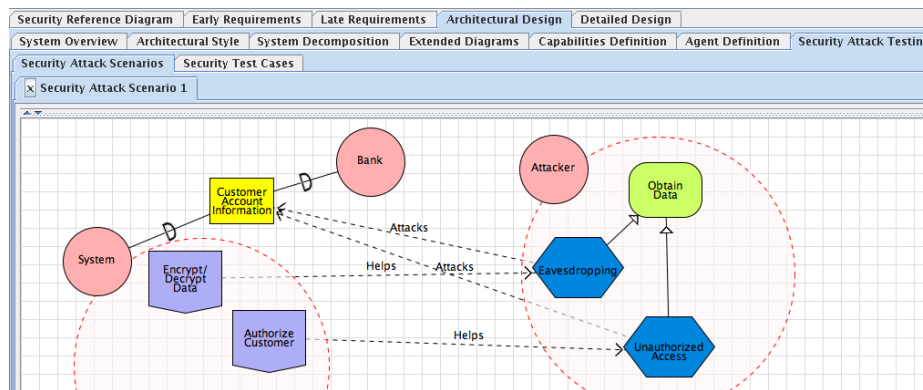 Security Reference Diagram Early Requirements Late Requirements Architectural Design Detailed Design
System Overview Architectural Style System Decomposition Extended Diagrams Capabilities Definition Agent Definition Security Attack Testin
Security Attack Scenarios Security Test Cases
x Security Attack Scenario 1
Bank
Attacker
Customer
Account
Information
D
D
Obtain
Data
Attacks
System
Encrypt/
Decrypt
Data
Helps
Attacks
Eavesdropping
Authorize
Customer
Helps
Unauthorized
Access